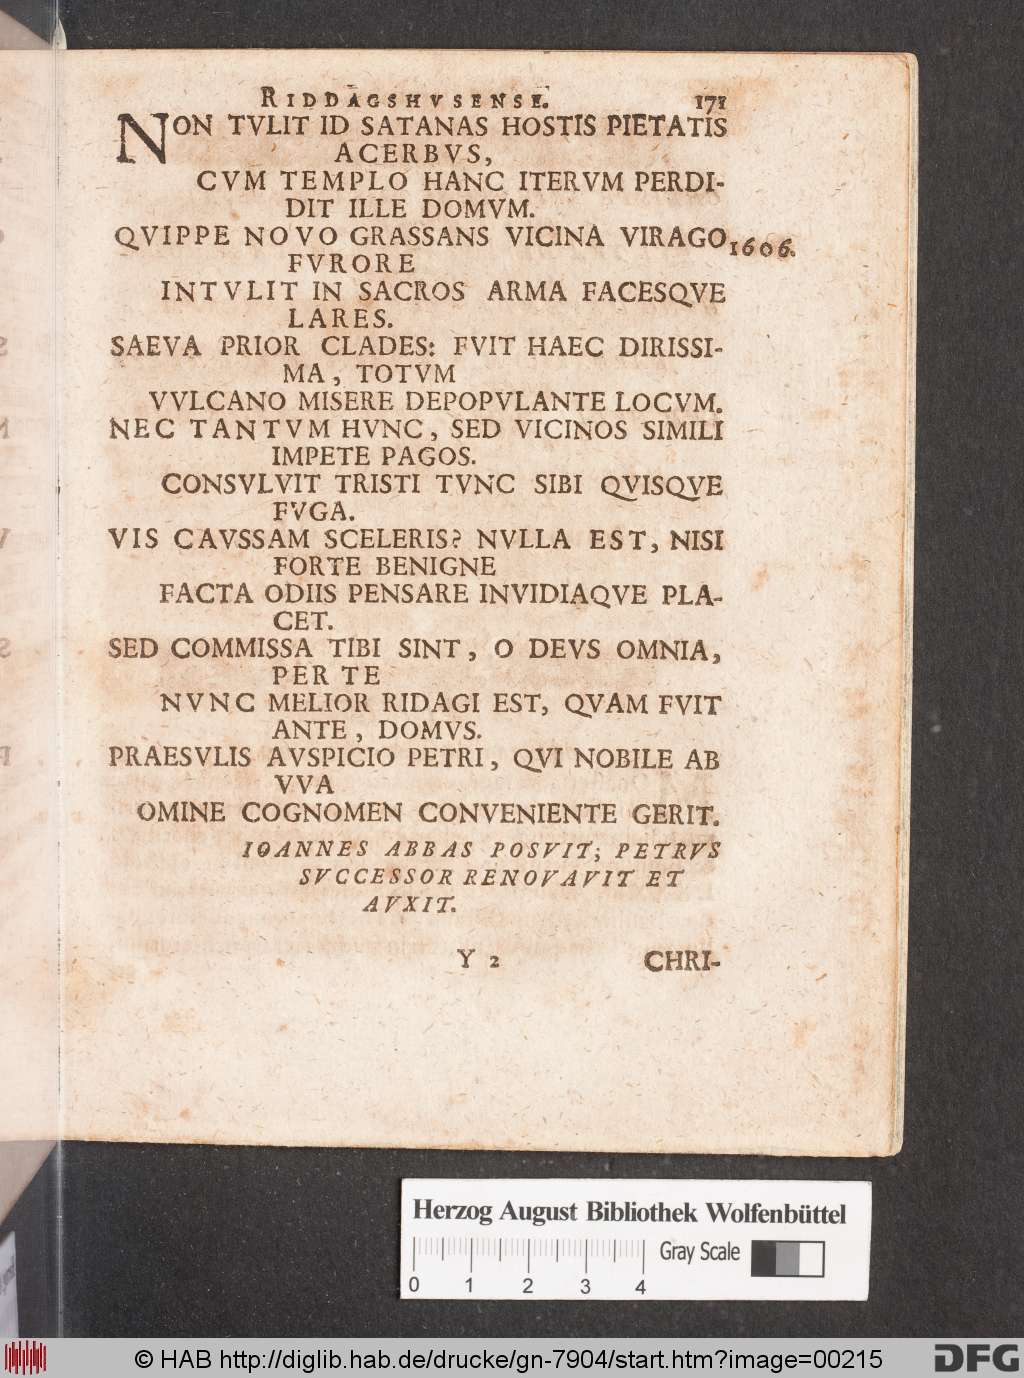 RIDDAGSHVSENSE. 171
NON TVLIT ID SATANAS HOSTIS PIETATIS
ACERBVS,
CVM TEMPLO HANC ITERVM PERDI-
DIT ILLE DOMVM.
QVIPPE NOVO GRASSANS VICINA VIRAGO 1606.
FVRORE
INTVLIT IN SACROS ARMA FACESQVE
LARES.
SAEVA PRIOR CLADES: FVIT HAEC DIRISSI-
MA, TOTVM
VVLCANO MISERE DEPOPVLANTE LOCVM.
NEC TANTVM HVNC, SED VICINOS SIMILI
IMPETE PAGOS.
CONSVLVIT TRISTI TVNC SIBI QVISQVE
FVGA.
VIS CAVSSAM SCELERIS? NVLLA EST, NISI
FORTE BENIGNE
FACTA ODIIS PENSARE INVIDIAQVE PLA-
CET.
SED COMMISSA TIBI SINT, O DEVS OMNIA,
PER TE
NVNC MELIOR RIDAGI EST, QVAM FVIT
ANTE, DOMVS.
PRAESVLIS AVSPICIO PETRI, QVI NOBILE AB
VVA
OMINE COGNOMEN CONVENIENTE GERIT.
IOANNES ABBAS POSVIT; PETRVS
SVCCESSOR RENOVAVIT ET
AVXIT.
Y 2 CHRI-
Herzog August Bibliothek Wolfenbüttel
Gray Scale
0 1 2 3 4
© HAB http://diglib.hab.de/drucke/gn-7904/start.htm?image=00215
DFG